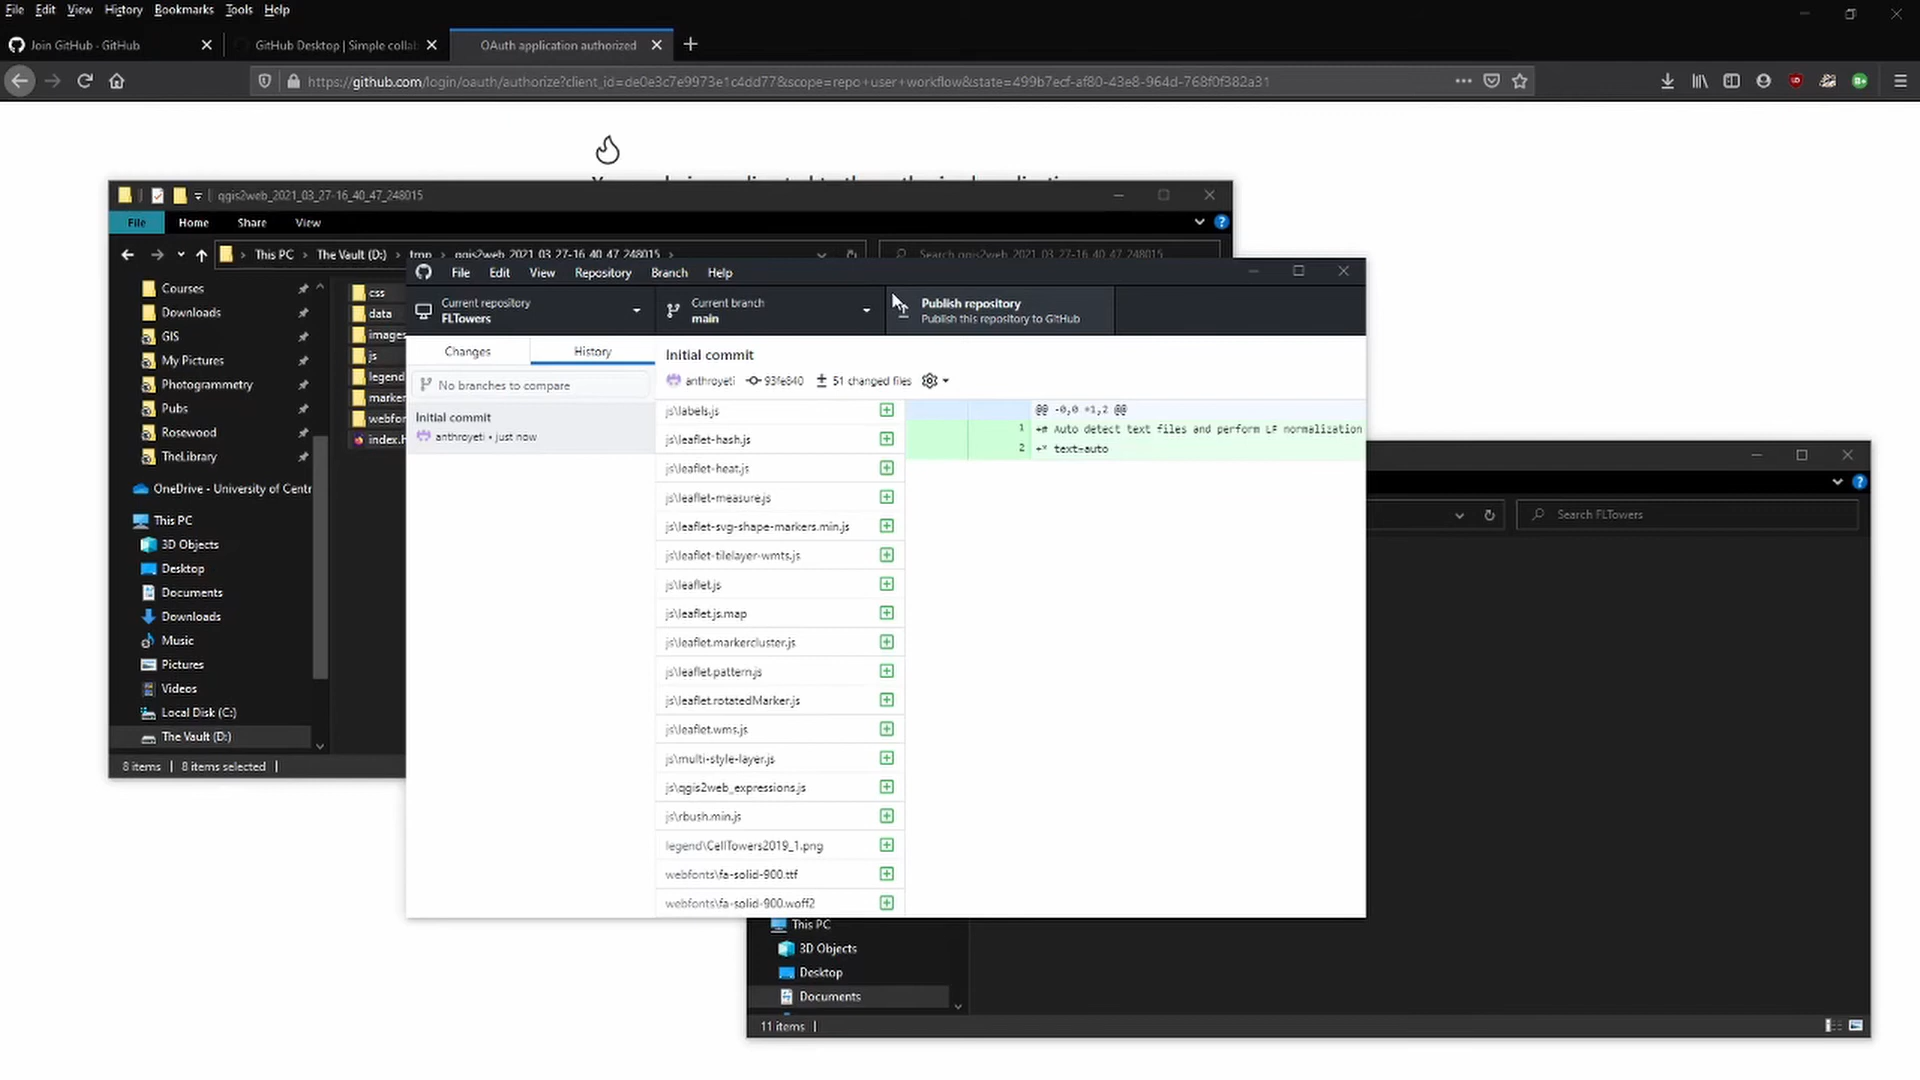 File Edit View History Bookmarks Tools Help
Join GitHub · GitHub
GitHub Desktop | Simple collab
OAuth application authorized
https://github.com/login/oauth/authorize?client_id=de0e3c7e9973e1c4dd77&scope=repo+user+workflow&state=499b7ecf-af80-43e8-964d-768f0f382a31
qgis2web_2021_03_27-16_40_47_248015
File Home Share View
This PC > The Vault (D:) > tmp > qgis2web_2021_03_27-16_40_47_248015 >
Search qgis2web_2021_03_27-16_40_47_248015
Courses
Downloads
GIS
My Pictures
Photogrammetry
Pubs
Rosewood
TheLibrary
OneDrive - University of Centr
This PC
3D Objects
Desktop
Documents
Downloads
Music
Pictures
Videos
Local Disk (C:)
The Vault (D:)
8 items
8 items selected
css
data
images
js
legend
marker
webfon
index.h
File Edit View Repository Branch Help
Current repository
FLTowers
Current branch
main
Publish repository
Publish this repository to GitHub
Changes
History
No branches to compare
Initial commit
anthroyeti • just now
Initial commit
anthroyeti 93fe840 51 changed files
js\labels.js
js\leaflet-hash.js
js\leaflet-heat.js
js\leaflet-measure.js
js\leaflet-svg-shape-markers.min.js
js\leaflet-tilelayer-wmts.js
js\leaflet.js
js\leaflet.js.map
js\leaflet.markercluster.js
js\leaflet.pattern.js
js\leaflet.rotatedMarker.js
js\leaflet.wms.js
js\multi-style-layer.js
js\qgis2web_expressions.js
js\rbush.min.js
legend\CellTowers2019_1.png
webfonts\fa-solid-900.ttf
webfonts\fa-solid-900.woff2
@@ -0,0 +1,2 @@
1 +# Auto detect text files and perform LF normalization
2 +* text=auto
Search FLTowers
This PC
3D Objects
Desktop
Documents
11 items